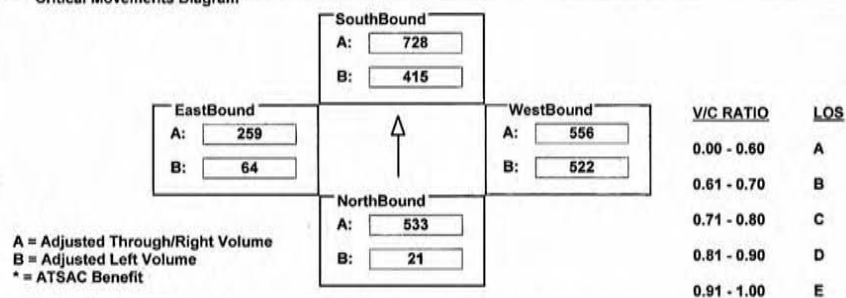 Critical Movements Diagram
SouthBound
A: 728
B: 415
EastBound
A: 259
B: 64
WestBound
A: 556
B: 522
NorthBound
A: 533
B: 21
A = Adjusted Through/Right Volume
B = Adjusted Left Volume
* = ATSAC Benefit
V/C RATIO LOS
0.00 - 0.60 A
0.61 - 0.70 B
0.71 - 0.80 C
0.81 - 0.90 D
0.91 - 1.00 E